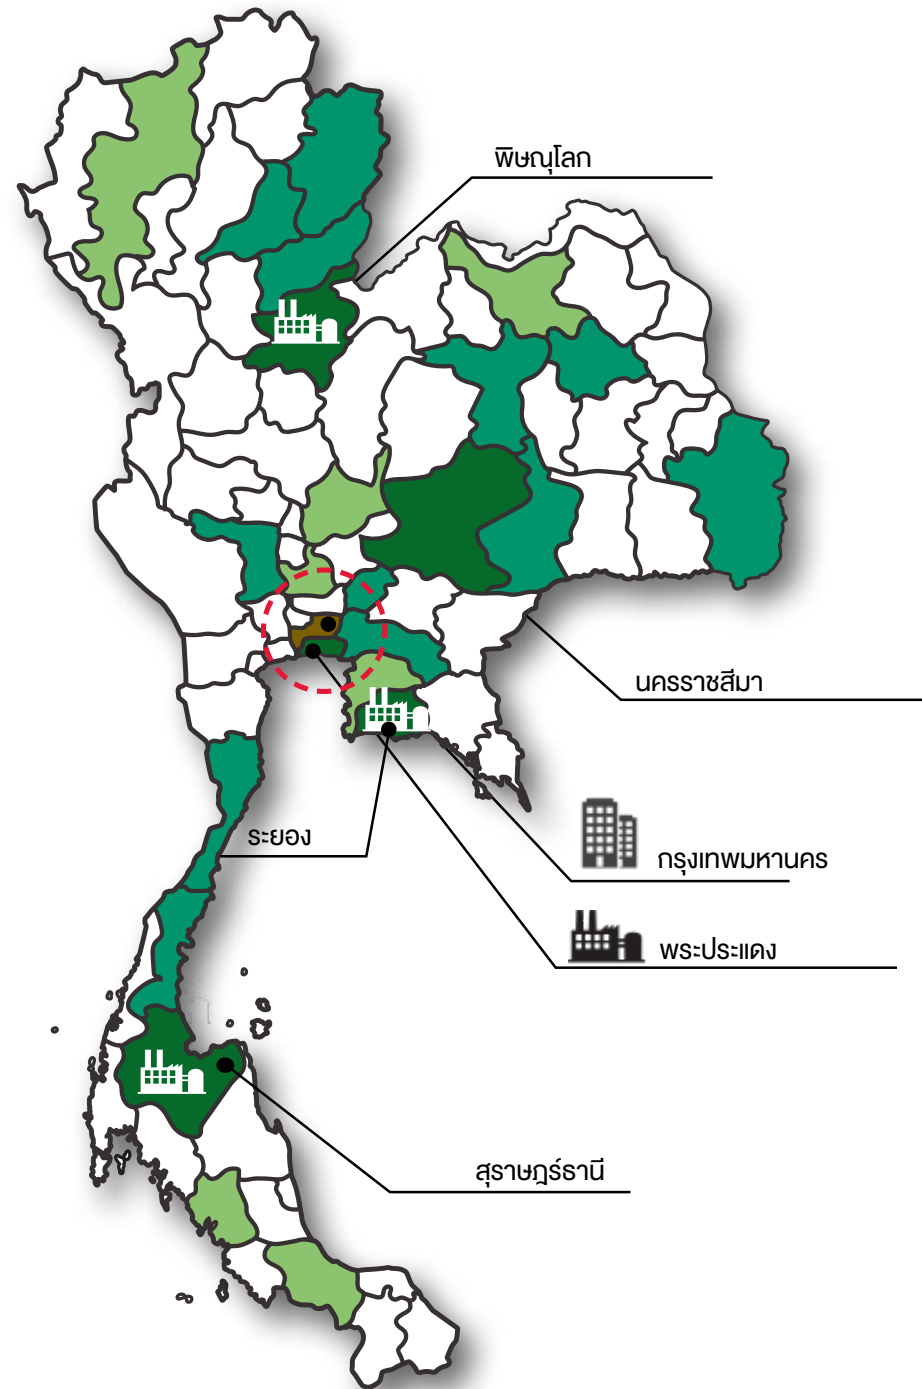 พิษณุโลก
นครราชสีมา
ระยอง
กรุงเทพมหานคร
พระประแดง
สุราษฎร์ธานี